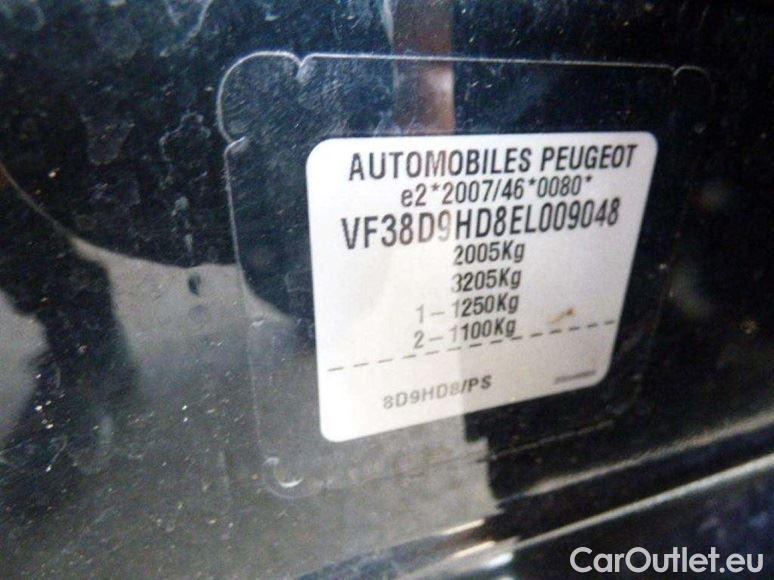 AUTOMOBILES PEUGEOT
e2*2007/46*0080*
VF38D9HD8EL009048
2005Kg
3205Kg
1-1250Kg
2-1100Kg
8D9HD8/PS
CarOutlet.eu